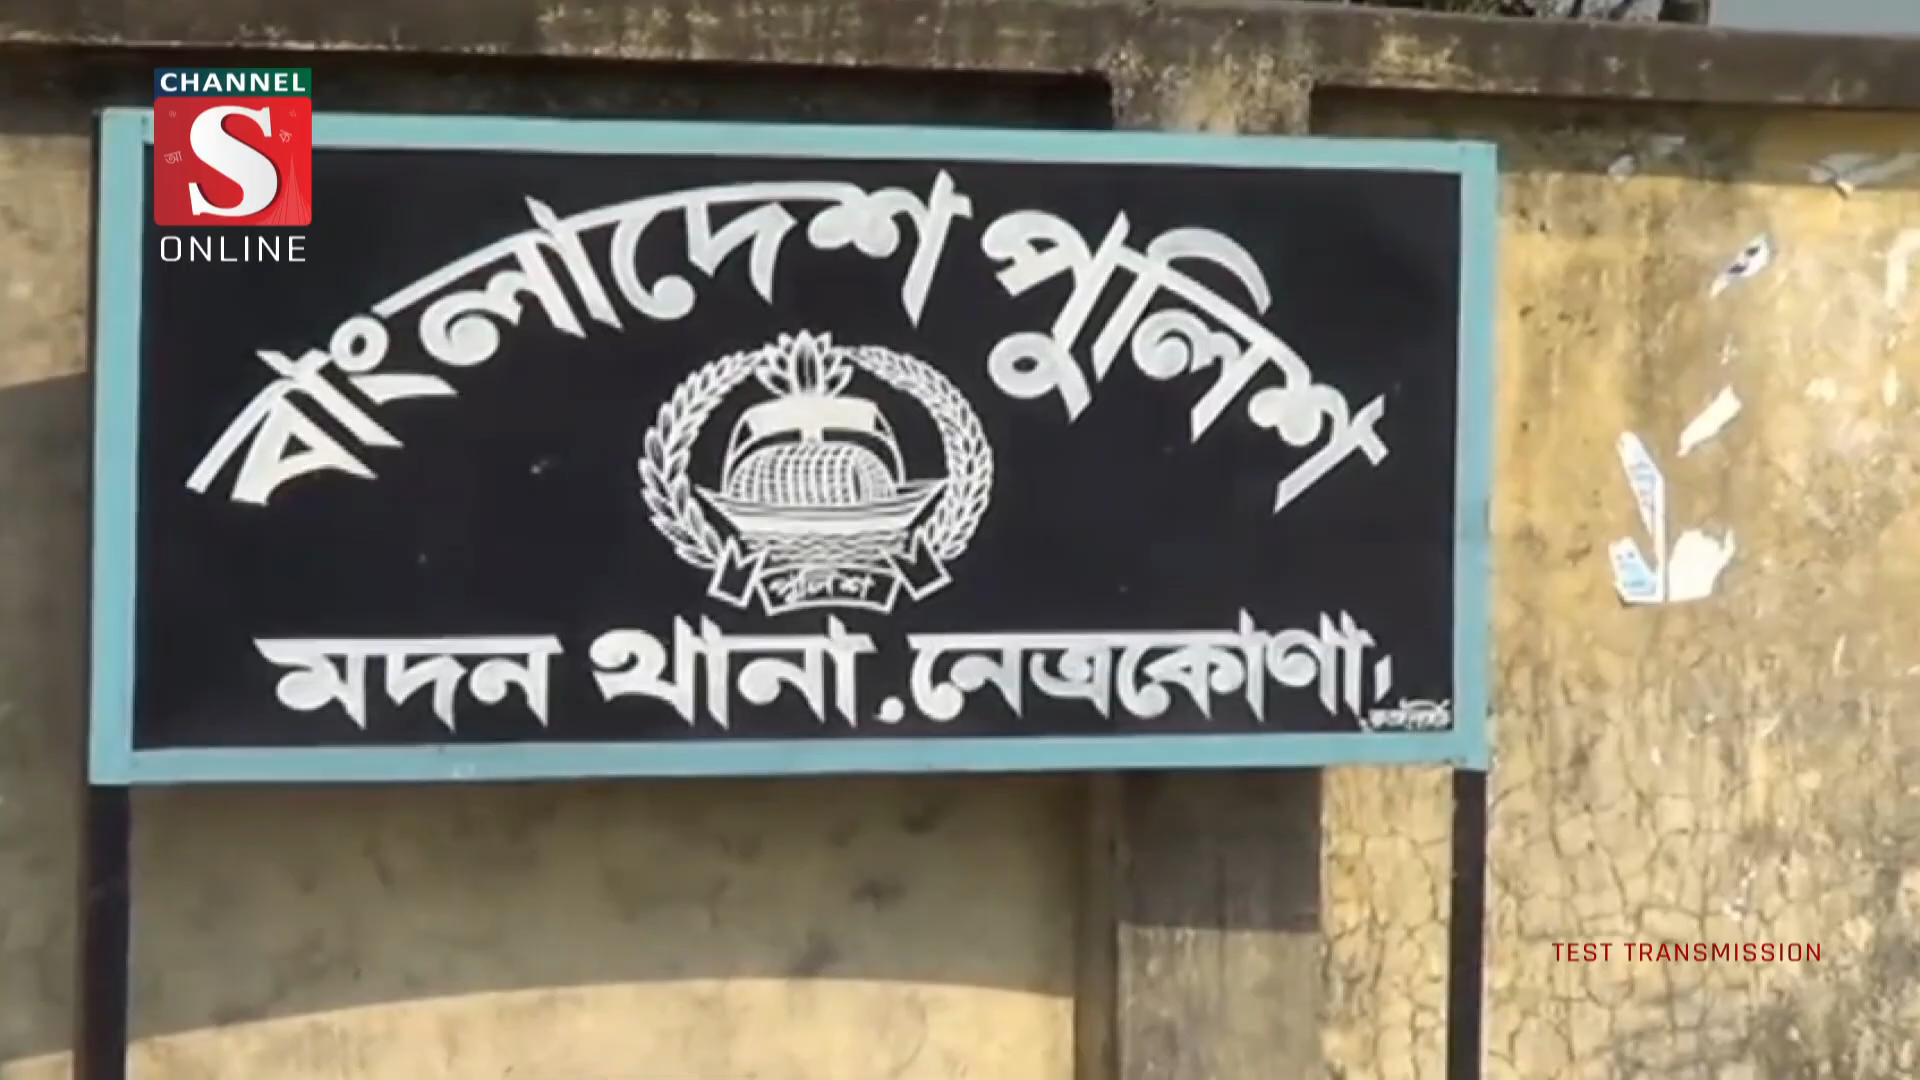 CHANNEL
S
ONLINE
বাংলাদেশ পুলিশ
পুলিশ
মদন থানা.নেত্রকোণা,
TEST TRANSMISSION